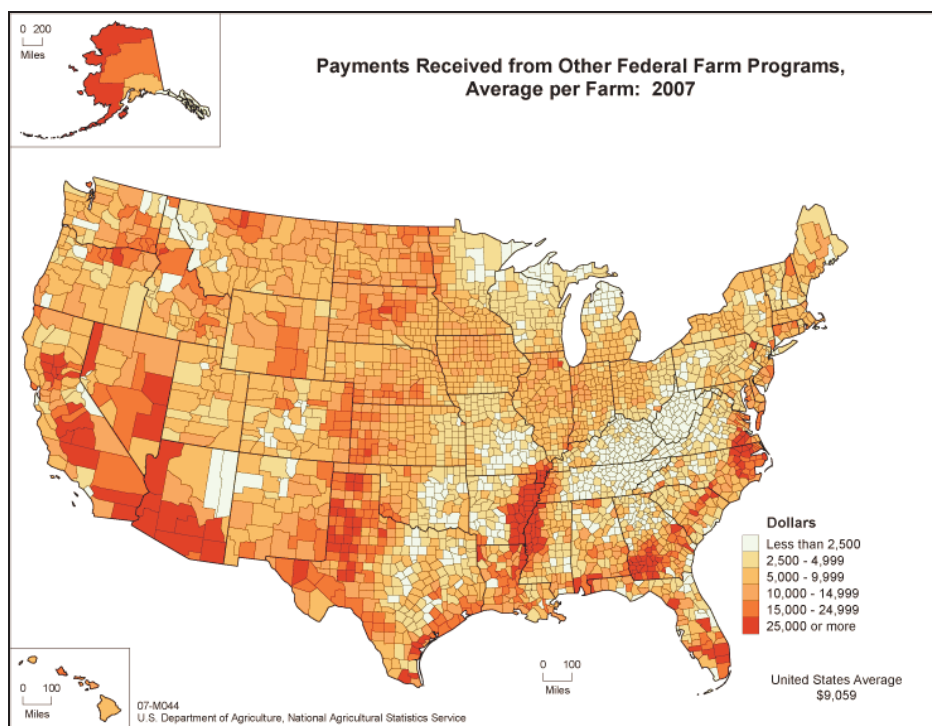 0 200
Miles
Payments Received from Other Federal Farm Programs,
Average per Farm: 2007
Dollars
Less than 2,500
2,500 - 4,999
5,000 - 9,999
10,000 - 14,999
15,000 - 24,999
25,000 or more
0 100
Miles
0 100
Miles
United States Average
$9,059
07-M044
U.S. Department of Agriculture, National Agricultural Statistics Service